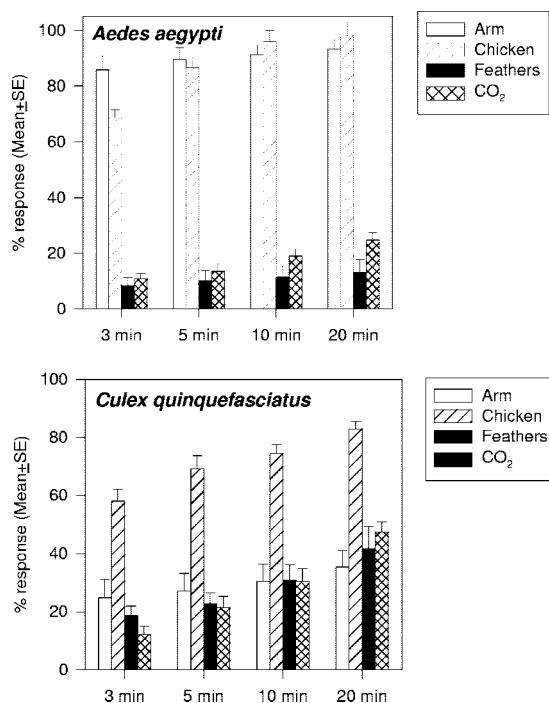 Aedes aegypti
Arm
Chicken
Feathers
CO2
% response (Mean±SE)
100
80
60
40
20
0
3 min 5 min 10 min 20 min
Culex quinquefasciatus
Arm
Chicken
Feathers
CO2
% response (Mean±SE)
100
80
60
40
20
0
3 min 5 min 10 min 20 min